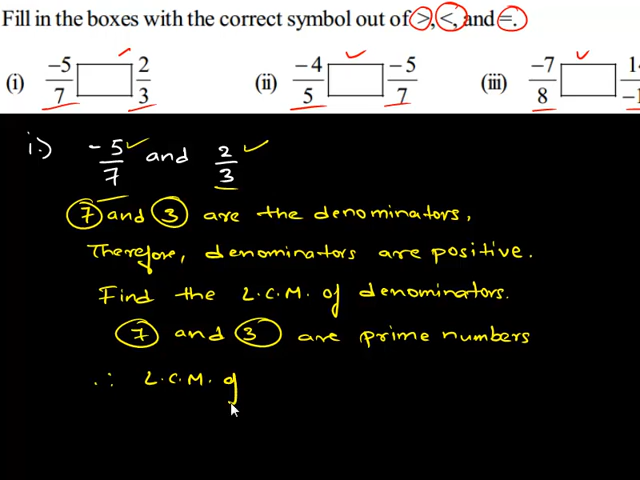 Fill in the boxes with the correct symbol out of >, <, and =.
(i) -5/7 2/3 (ii) -4/5 -5/7 (iii) -7/8
i.) -5/7 and 2/3
7 and 3 are the denominators,
Therefore, denominators are positive.
Find the L.C.M. of denominators.
7 and 3 are prime numbers
∴ L.C.M. of